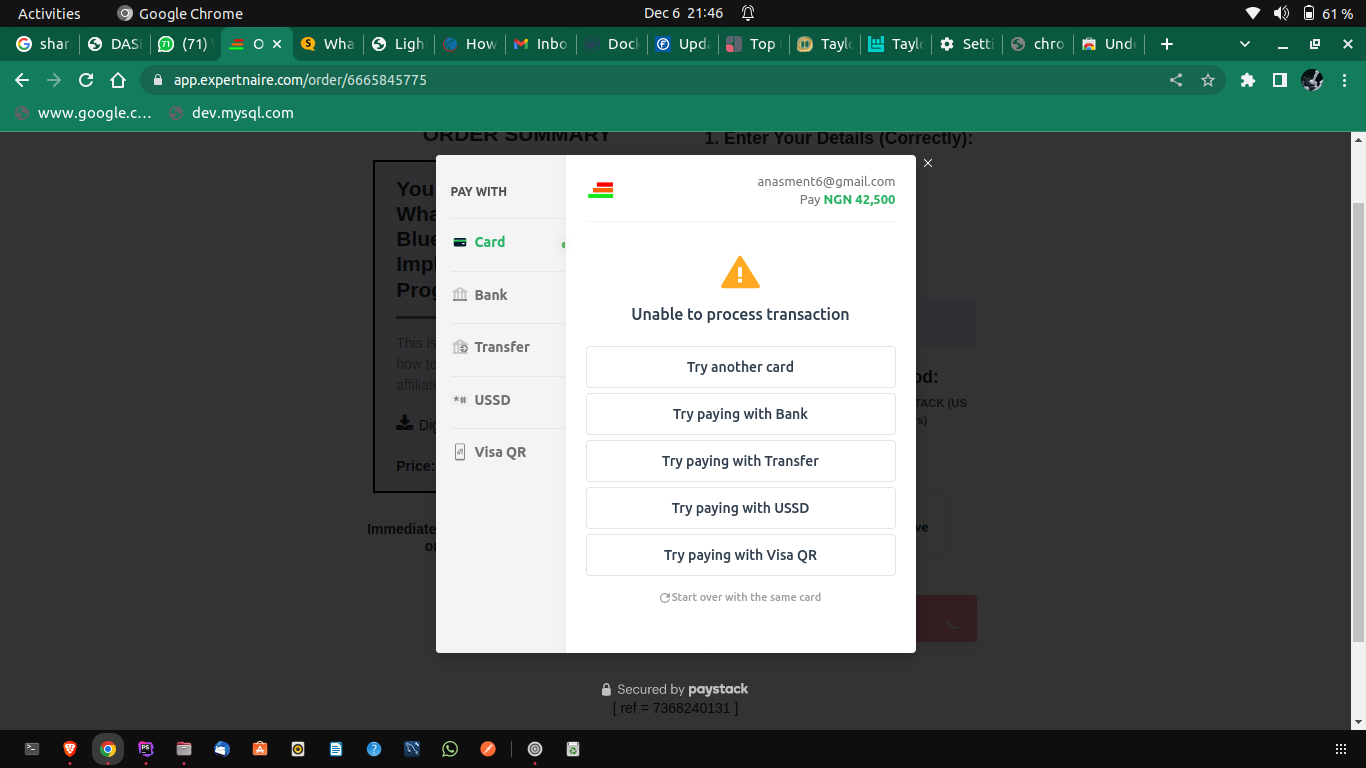 Activities
Google Chrome
Dec 6 21:46
61 %
shar
DASI
(71)
O
Wha
Ligh
How
Inbo
Dock
Upda
Top
Taylo
Taylo
Setti
chro
Unde
app.expertnaire.com/order/6665845775
www.google.c...
dev.mysql.com
ORDER SUMMARY
1. Enter Your Details (Correctly):
You
Wha
Blue
Impl
Prog
This is
how to
affiliate
Dig
Price:
Immediate
PAY WITH
Card
Bank
Transfer
USSD
Visa QR
anasment6@gmail.com
Pay NGN 42,500
Unable to process transaction
Try another card
Try paying with Bank
Try paying with Transfer
Try paying with USSD
Try paying with Visa QR
Start over with the same card
od:
TACK (US
s)
ve
Secured by paystack
[ ref = 7368240131 ]